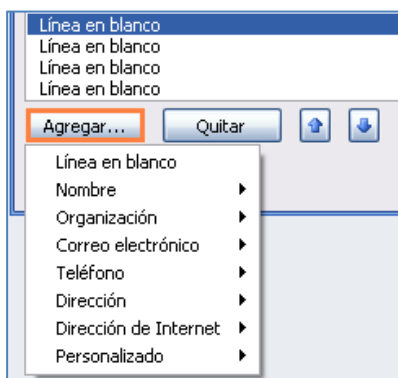 Línea en blanco
Línea en blanco
Línea en blanco
Línea en blanco
Agregar... Quitar
Línea en blanco
Nombre
Organización
Correo electrónico
Teléfono
Dirección
Dirección de Internet
Personalizado